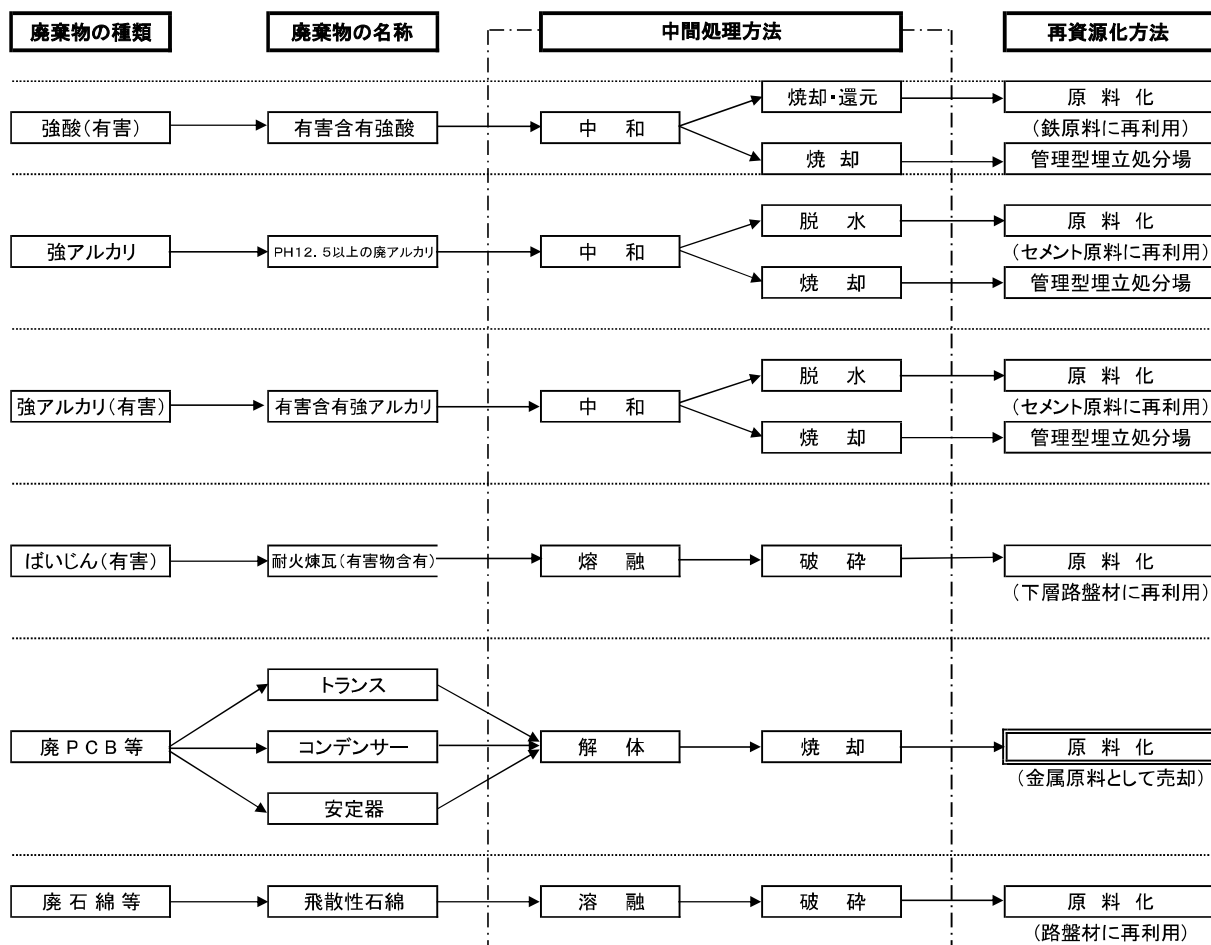 廃棄物の種類
廃棄物の名称
中間処理方法
再資源化方法
強酸(有害)
有害含有強酸
中 和
焼却・還元
原 料 化
(鉄原料に再利用)
焼 却
管理型埋立処分場
強アルカリ
PH12.5以上の廃アルカリ
中 和
脱 水
原 料 化
(セメント原料に再利用)
焼 却
管理型埋立処分場
強アルカリ(有害)
有害含有強アルカリ
中 和
脱 水
原 料 化
(セメント原料に再利用)
焼 却
管理型埋立処分場
ばいじん(有害)
耐火煉瓦(有害物含有)
熔 融
破 砕
原 料 化
(下層路盤材に再利用)
廃PCB等
トランス
コンデンサー
安定器
解 体
焼 却
原 料 化
(金属原料として売却)
廃石綿等
飛散性石綿
溶 融
破 砕
原 料 化
(路盤材に再利用)